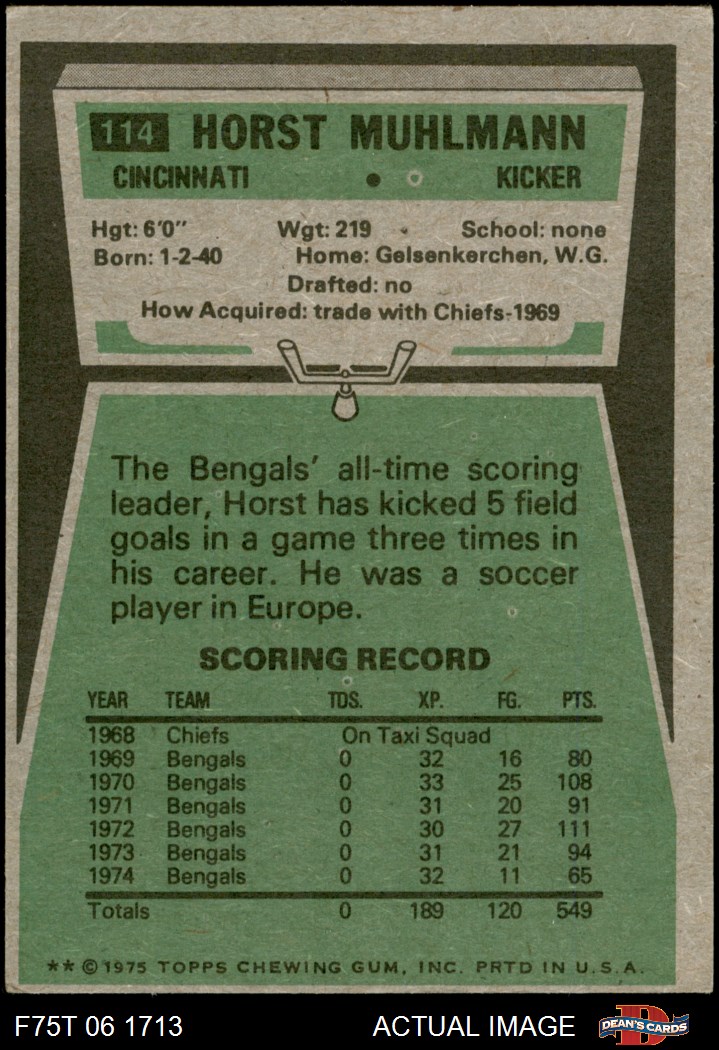 114 HORST MUHLMANN
CINCINNATI • KICKER
Hgt: 6'0" Wgt: 219 School: none
Born: 1-2-40 Home: Gelsenkerchen, W.G.
Drafted: no
How Acquired: trade with Chiefs-1969
The Bengals' all-time scoring
leader, Horst has kicked 5 field
goals in a game three times in
his career. He was a soccer
player in Europe.
SCORING RECORD
YEAR TEAM TDS. XP. FG. PTS.
1968 Chiefs On Taxi Squad
1969 Bengals 0 32 16 80
1970 Bengals 0 33 25 108
1971 Bengals 0 31 20 91
1972 Bengals 0 30 27 111
1973 Bengals 0 31 21 94
1974 Bengals 0 32 11 65
Totals 0 189 120 549
** © 1975 TOPPS CHEWING GUM, INC. PRTD IN U.S.A.
F75T 06 1713 ACTUAL IMAGE D DEAN'S CARDS